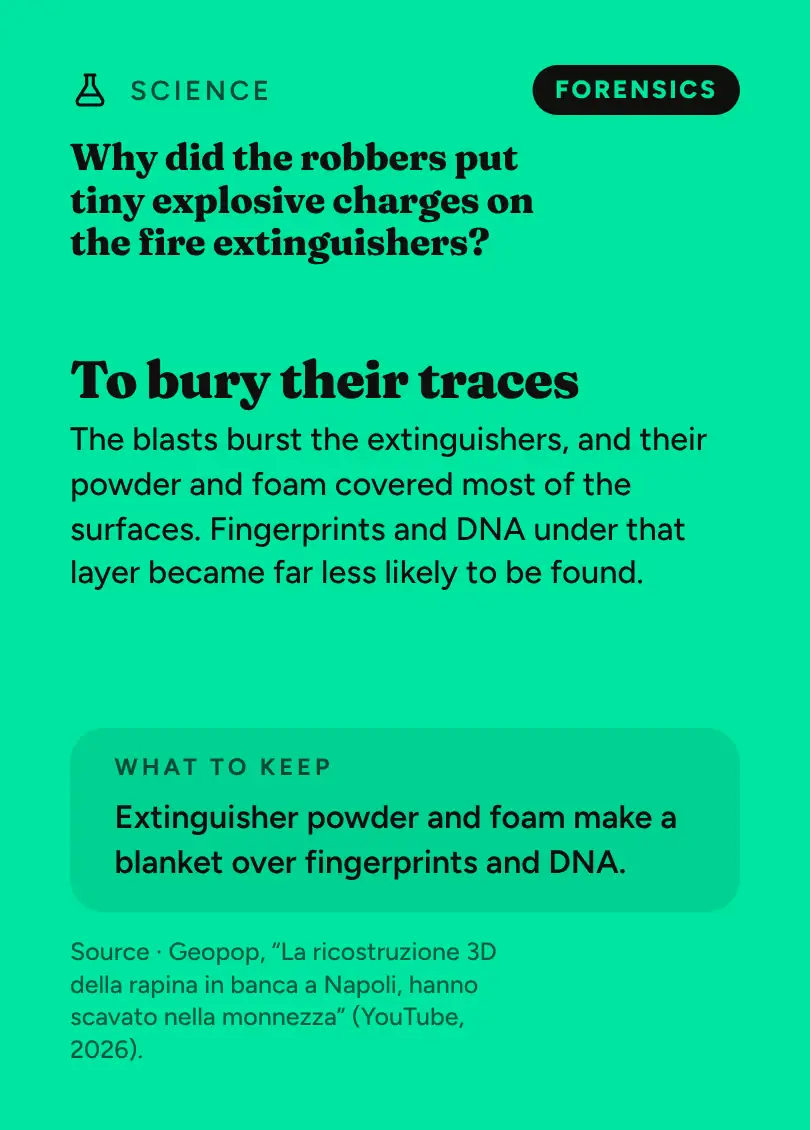 SCIENCE
FORENSICS
Why did the robbers put
tiny explosive charges on
the fire extinguishers?
To bury their traces
The blasts burst the extinguishers, and their
powder and foam covered most of the
surfaces. Fingerprints and DNA under that
layer became far less likely to be found.
WHAT TO KEEP
Extinguisher powder and foam make a
blanket over fingerprints and DNA.
Source · Geopop, “La ricostruzione 3D
della rapina in banca a Napoli, hanno
scavato nella monnezza” (YouTube,
2026).